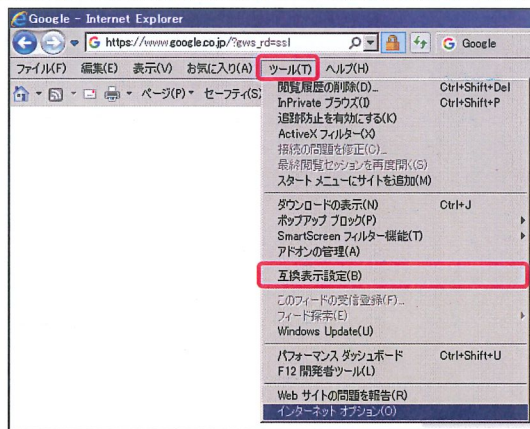 Google - Internet Explorer
https://www.google.co.jp/?gws_rd=ssl
Google
ファイル(F) 編集(E) 表示(V) お気に入り(A) ツール(T) ヘルプ(H)
ページ(P) セーフティ(S)
閲覧履歴の削除(D)... Ctrl+Shift+Del
InPrivate ブラウズ(I) Ctrl+Shift+P
追跡防止を有効にする(K)
ActiveX フィルター(X)
接続の問題を修正(C)...
最終閲覧セッションを再度開く(S)
スタート メニューにサイトを追加(M)
ダウンロードの表示(N) Ctrl+J
ポップアップ ブロック(P)
SmartScreen フィルター機能(T)
アドオンの管理(A)
互換表示設定(B)
このフィードの受信登録(F)...
フィード探索(E)
Windows Update(U)
パフォーマンス ダッシュボード Ctrl+Shift+U
F12 開発者ツール(L)
Web サイトの問題を報告(R)
インターネット オプション(O)